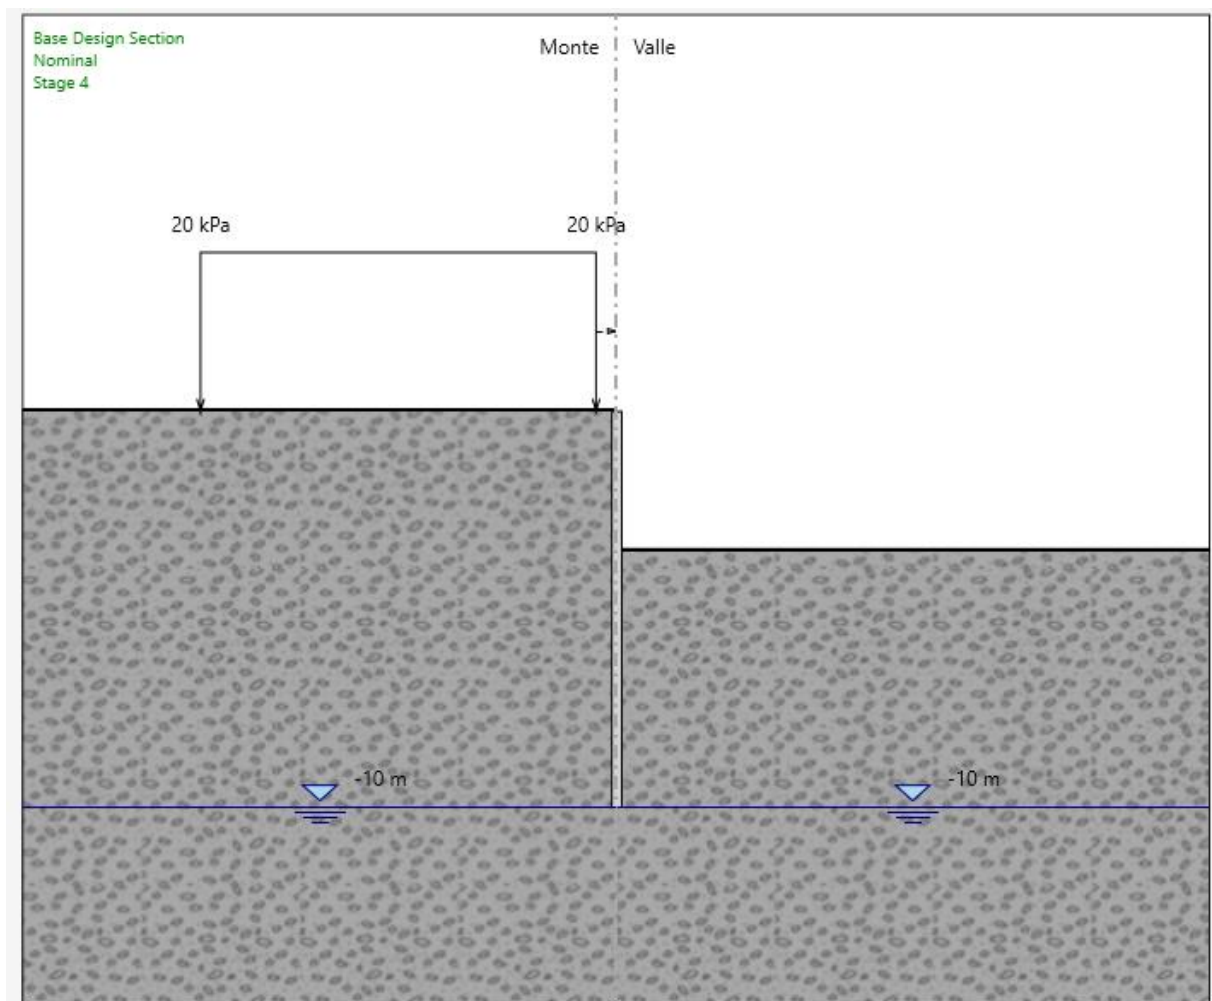 Base Design Section
Nominal
Stage 4
Monte
Valle
20 kPa
20 kPa
-10 m
-10 m